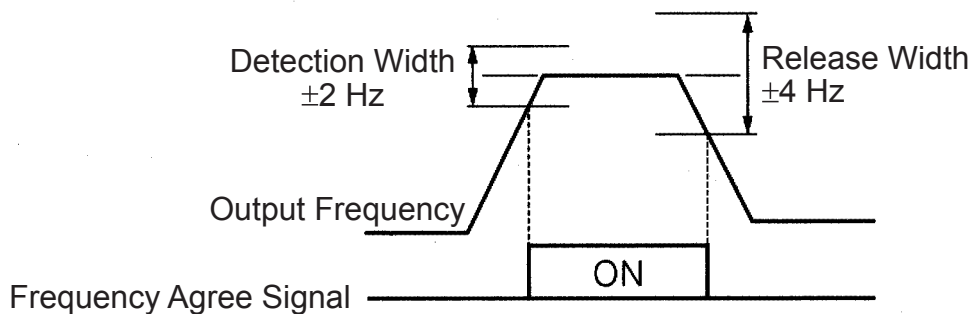 Detection Width
±2 Hz
Release Width
±4 Hz
Output Frequency
ON
Frequency Agree Signal